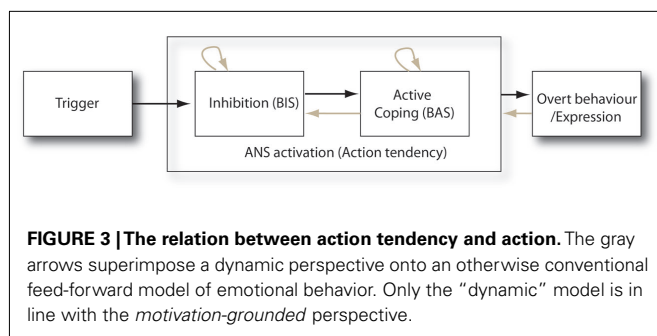 Trigger
Inhibition (BIS)
Active
Coping (BAS)
Overt behaviour
/Expression
ANS activation (Action tendency)
FIGURE 3 | The relation between action tendency and action. The gray
arrows superimpose a dynamic perspective onto an otherwise conventional
feed-forward model of emotional behavior. Only the “dynamic” model is in
line with the motivation-grounded perspective.